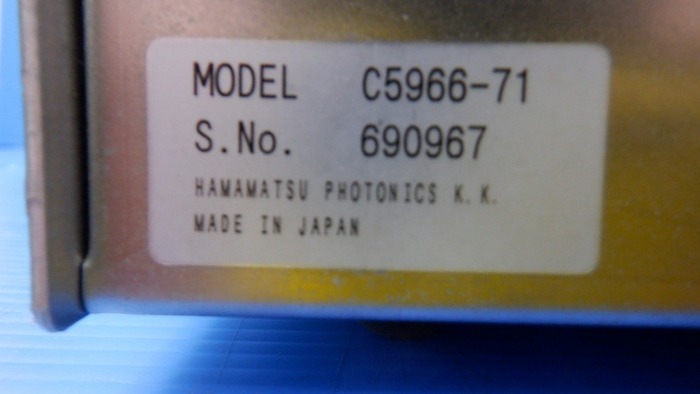 MODEL C5966-71
S.No. 690967
HAMAMATSU PHOTONICS K.K.
MADE IN JAPAN